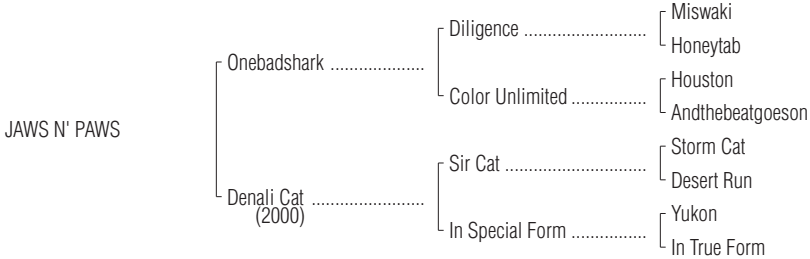 Miswaki
Diligence ........................
Honeytab
Onebadshark ....................
Houston
Color Unlimited ...............
Andthebeatgoeson
JAWS N' PAWS
Storm Cat
Sir Cat ............................
Desert Run
Denali Cat ........................
(2000)
Yukon
In Special Form ...............
In True Form